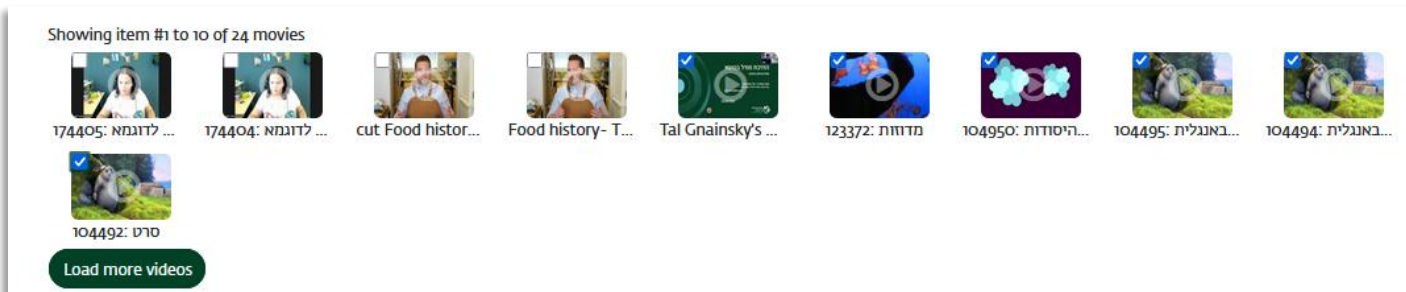 Showing item #1 to 10 of 24 movies
174405: לדוגמא ...
174404: לדוגמא ...
cut Food histor...
Food history- T...
Tal Gnainsky's ...
123372: מדוזות
104950: היסודות...
104495: באנגלית...
104494: באנגלית...
104492: סרט
Load more videos